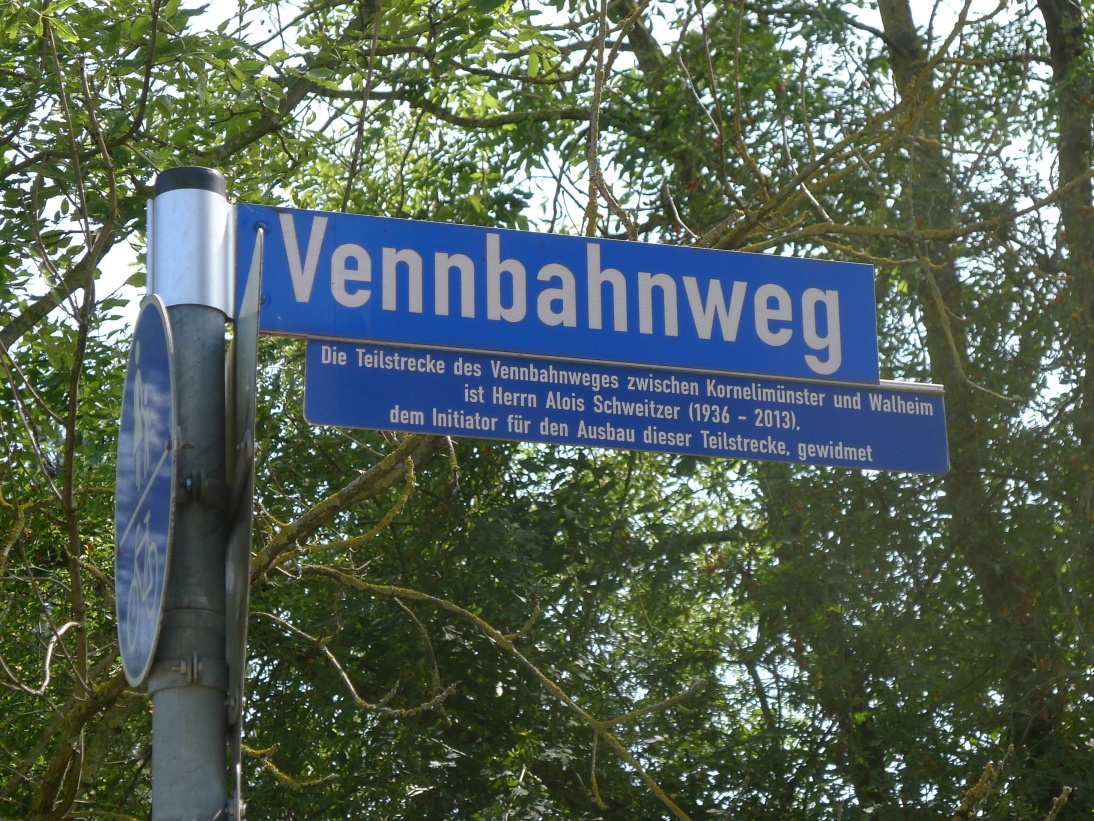 Vennbahnweg
Die Teilstrecke des Vennbahnweges zwischen Kornelimünster und Walheim
ist Herrn Alois Schweitzer (1936 - 2013),
dem Initiator für den Ausbau dieser Teilstrecke, gewidmet